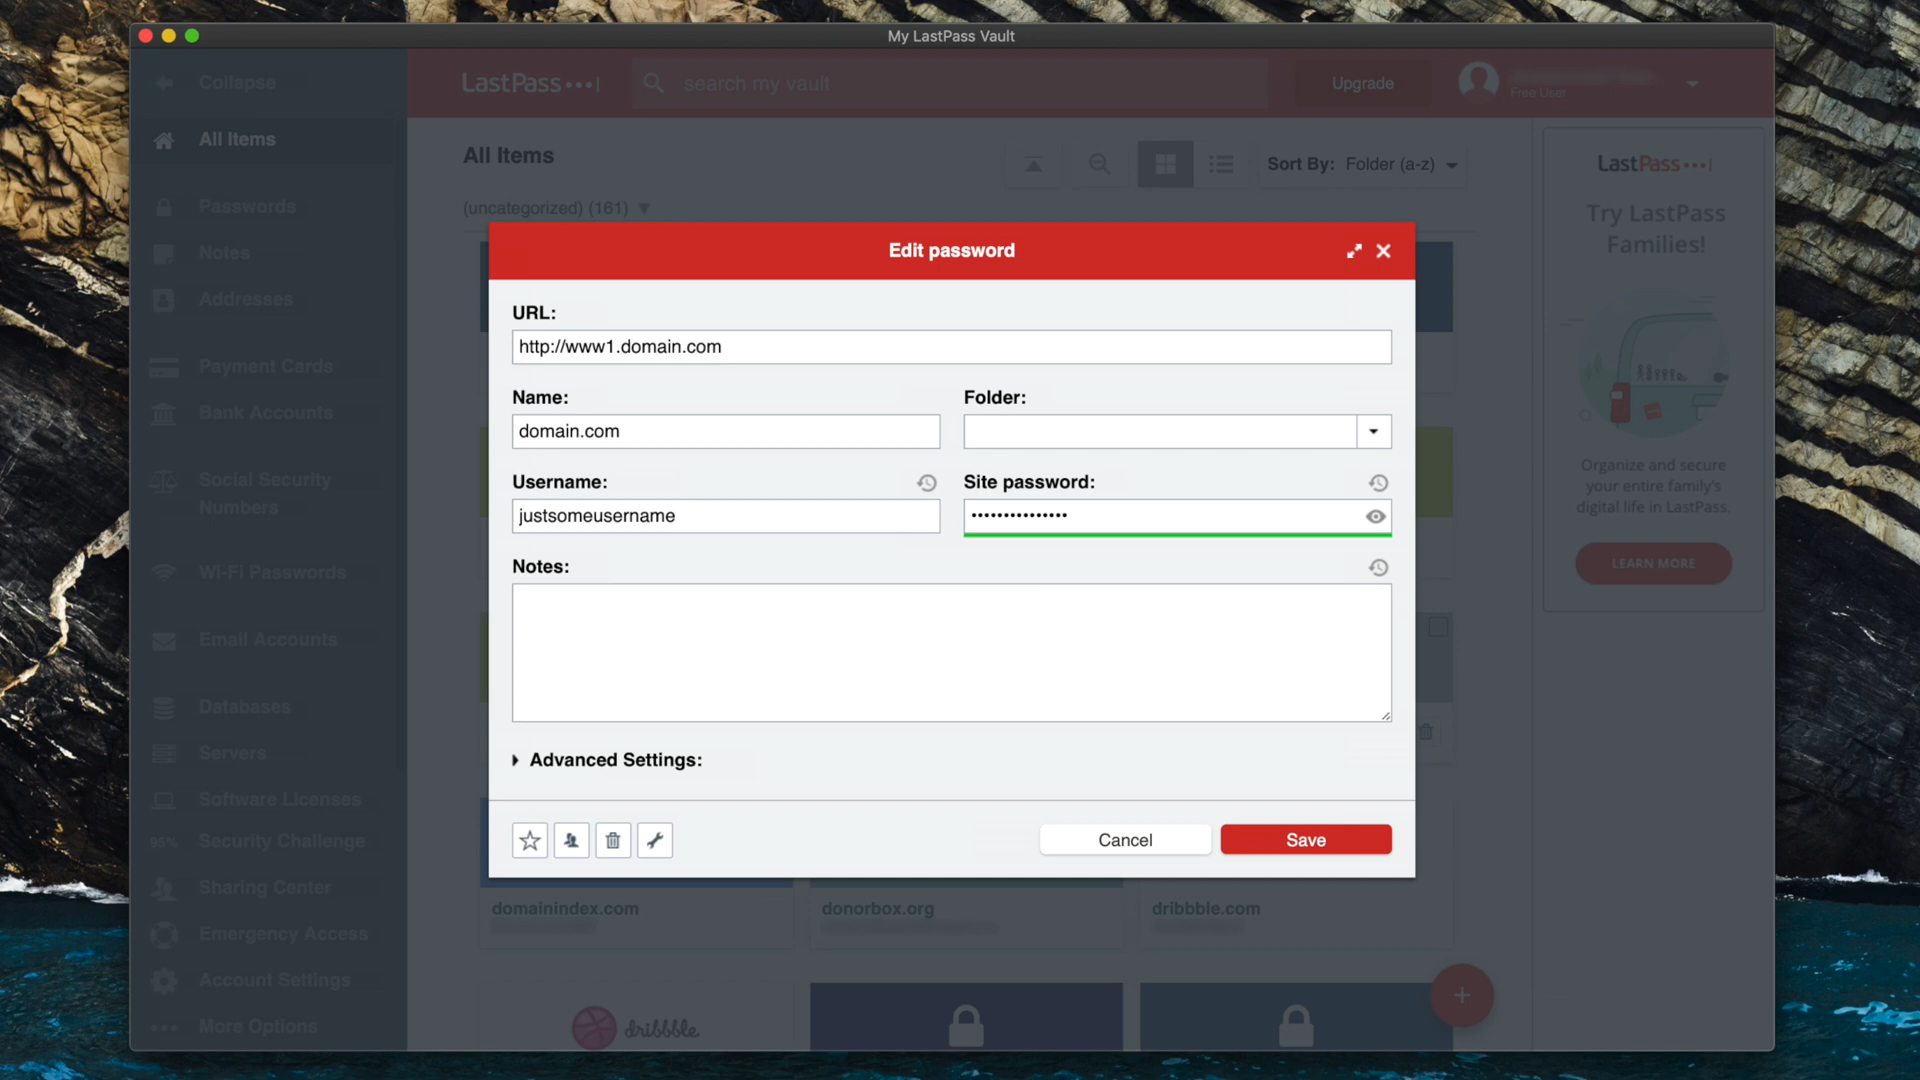 My LastPass Vault
Collapse
LastPass
search my vault
Upgrade
Free User
All Items
Passwords
Notes
Addresses
Payment Cards
Bank Accounts
Social Security
Numbers
Wi-Fi Passwords
Email Accounts
Databases
Servers
Software Licenses
95% Security Challenge
Sharing Center
Emergency Access
Account Settings
More Options
All Items
Sort By: Folder (a-z)
(uncategorized) (161)
Edit password
URL:
http://www1.domain.com
Name:
Folder:
domain.com
Username:
Site password:
justsomeusername
•••••••••••••••
Notes:
Advanced Settings:
Cancel
Save
domainindex.com
donorbox.org
dribbble.com
dribbble
LastPass
Try LastPass
Families!
Organize and secure
your entire family's
digital life in LastPass.
LEARN MORE